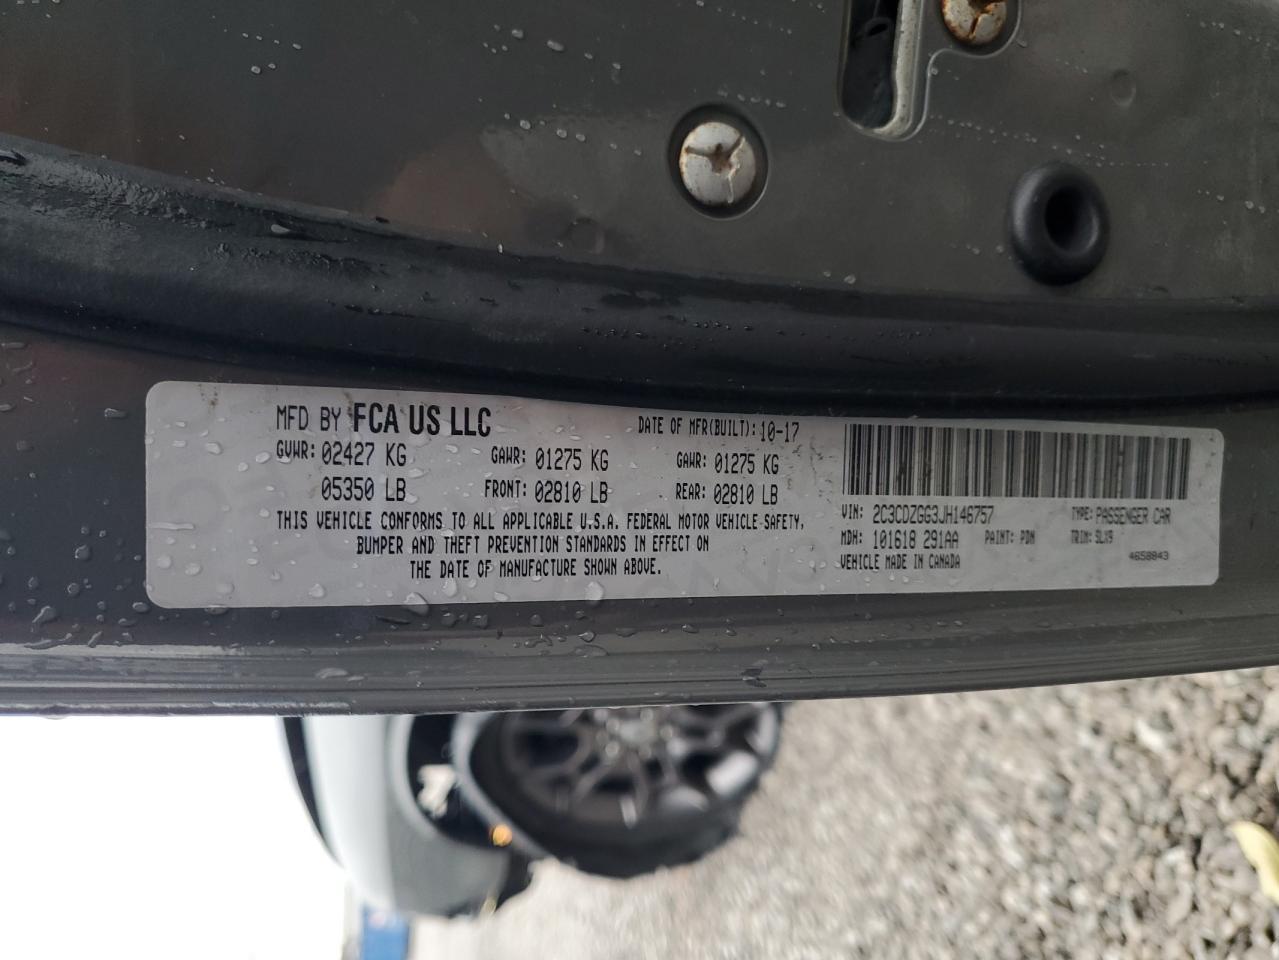 MFD BY FCA US LLC DATE OF MFR(BUILT): 10-17
GVWR: 02427 KG GAWR: 01275 KG GAWR: 01275 KG
05350 LB FRONT: 02810 LB REAR: 02810 LB
THIS VEHICLE CONFORMS TO ALL APPLICABLE U.S.A. FEDERAL MOTOR VEHICLE SAFETY,
BUMPER AND THEFT PREVENTION STANDARDS IN EFFECT ON
THE DATE OF MANUFACTURE SHOWN ABOVE.
VIN: 2C3CDZGG3JH146757 TYPE: PASSENGER CAR
MDH: 101618 291AA PAINT: PDN TRIM: SLX9
VEHICLE MADE IN CANADA 4658843